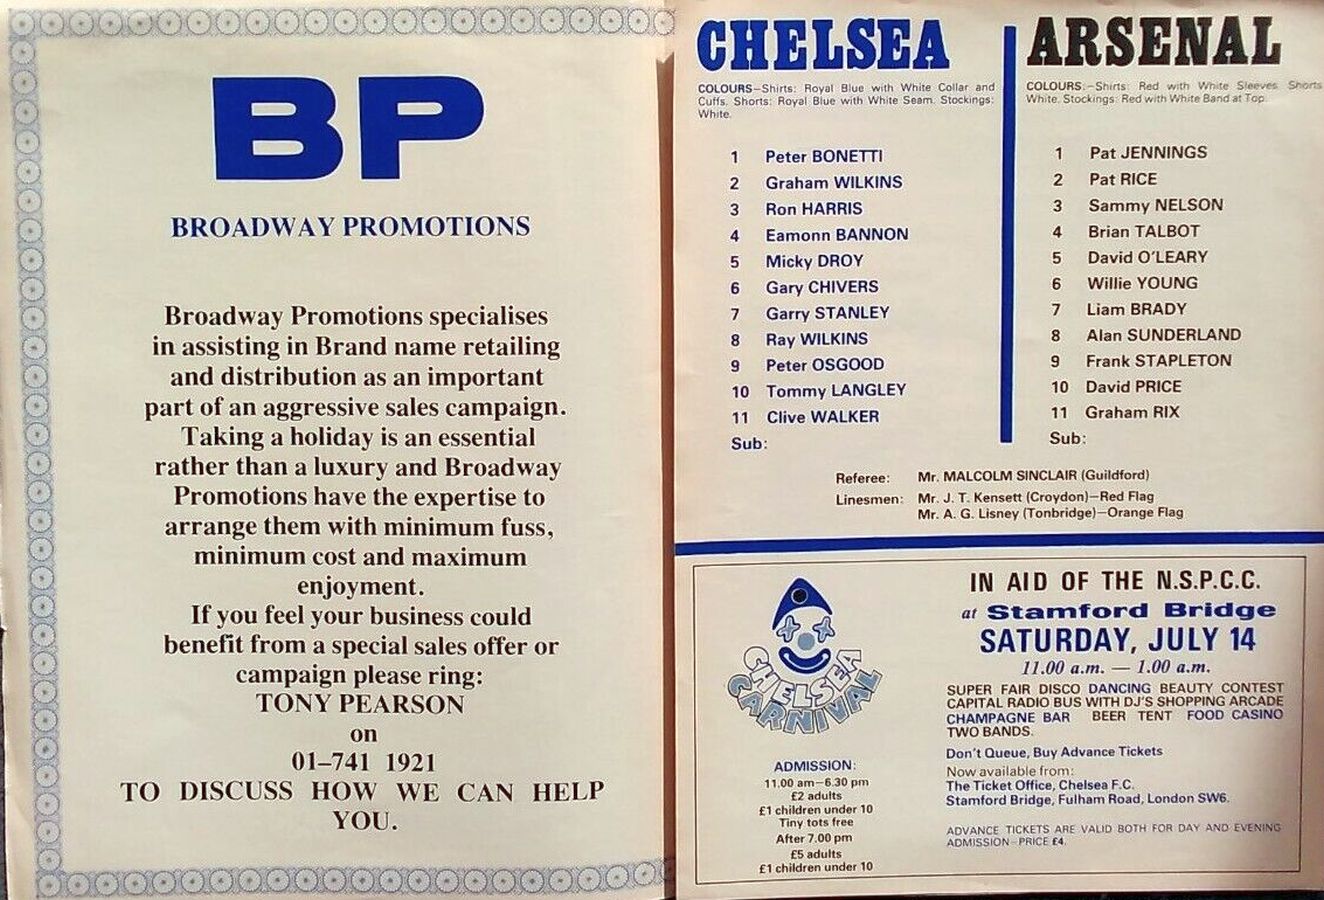 BP
BROADWAY PROMOTIONS
Broadway Promotions specialises
in assisting in Brand name retailing
and distribution as an important
part of an aggressive sales campaign.
Taking a holiday is an essential
rather than a luxury and Broadway
Promotions have the expertise to
arrange them with minimum fuss,
minimum cost and maximum
enjoyment.
If you feel your business could
benefit from a special sales offer or
campaign please ring:
TONY PEARSON
on
01–741 1921
TO DISCUSS HOW WE CAN HELP
YOU.
CHELSEA
COLOURS—Shirts: Royal Blue with White Collar and
Cuffs. Shorts: Royal Blue with White Seam. Stockings:
White.
1 Peter BONETTI
2 Graham WILKINS
3 Ron HARRIS
4 Eamonn BANNON
5 Micky DROY
6 Gary CHIVERS
7 Garry STANLEY
8 Ray WILKINS
9 Peter OSGOOD
10 Tommy LANGLEY
11 Clive WALKER
Sub:
ARSENAL
COLOURS:—Shirts: Red with White Sleeves. Shorts
White. Stockings: Red with White Band at Top.
1 Pat JENNINGS
2 Pat RICE
3 Sammy NELSON
4 Brian TALBOT
5 David O'LEARY
6 Willie YOUNG
7 Liam BRADY
8 Alan SUNDERLAND
9 Frank STAPLETON
10 David PRICE
11 Graham RIX
Sub:
Referee: Mr. MALCOLM SINCLAIR (Guildford)
Linesmen: Mr. J. T. Kensett (Croydon)—Red Flag
Mr. A. G. Lisney (Tonbridge)—Orange Flag
CHELSEA
CARNIVAL
ADMISSION:
11.00 am—6.30 pm
£2 adults
£1 children under 10
Tiny tots free
After 7.00 pm
£5 adults
£1 children under 10
IN AID OF THE N.S.P.C.C.
at Stamford Bridge
SATURDAY, JULY 14
11.00 a.m. — 1.00 a.m.
SUPER FAIR DISCO DANCING BEAUTY CONTEST
CAPITAL RADIO BUS WITH DJ'S SHOPPING ARCADE
CHAMPAGNE BAR BEER TENT FOOD CASINO
TWO BANDS.
Don't Queue, Buy Advance Tickets
Now available from:
The Ticket Office, Chelsea F.C.
Stamford Bridge, Fulham Road, London SW6.
ADVANCE TICKETS ARE VALID BOTH FOR DAY AND EVENING
ADMISSION—PRICE £4.